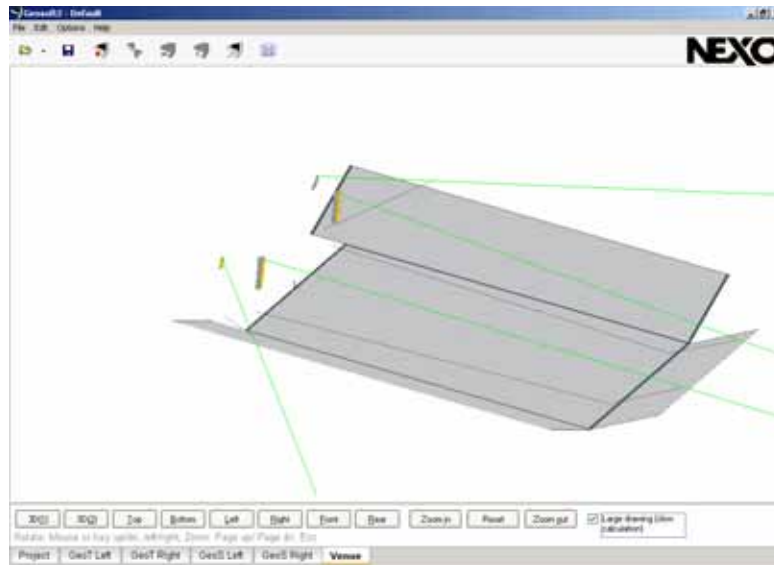 GeoSoft2 - Default
File Edit Options Help
NEXO
3D(1) 3D(2) Top Bottom Left Right Front Rear Zoom in Reset Zoom out Large drawing (slow calculation)
Rotate: Mouse or key up/dn, left/right, Zoom: Page up/ Page dn, Esc
Project GeoT Left GeoT Right GeoS Left GeoS Right Venue